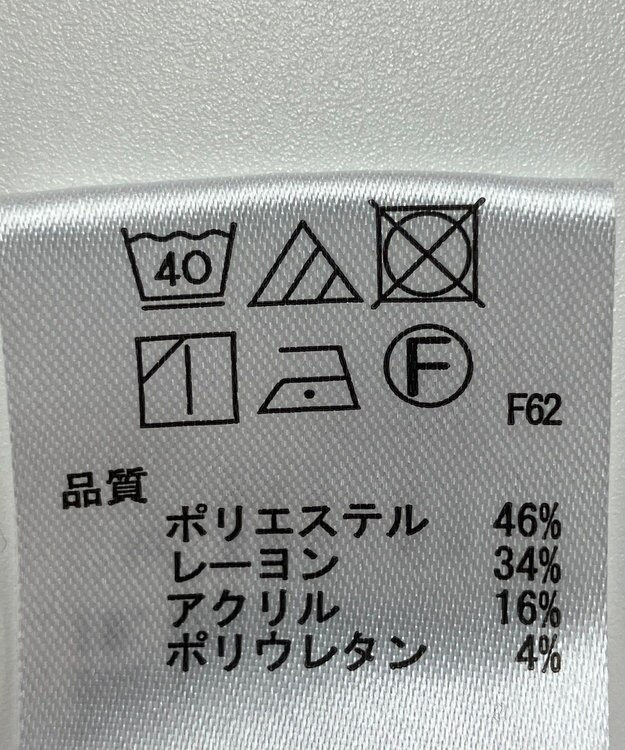 40
F
F62
品質
ポリエステル 46%
レーヨン 34%
アクリル 16%
ポリウレタン 4%